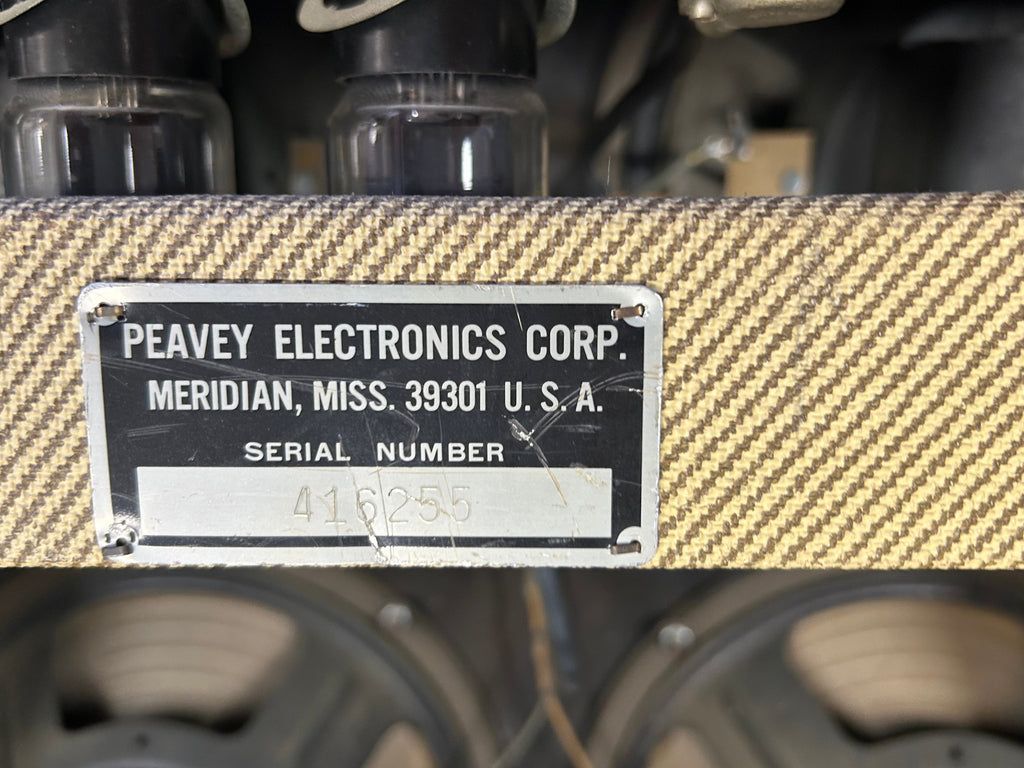 PEAVEY ELECTRONICS CORP.
MERIDIAN, MISS. 39301 U. S. A.
SERIAL NUMBER
416255